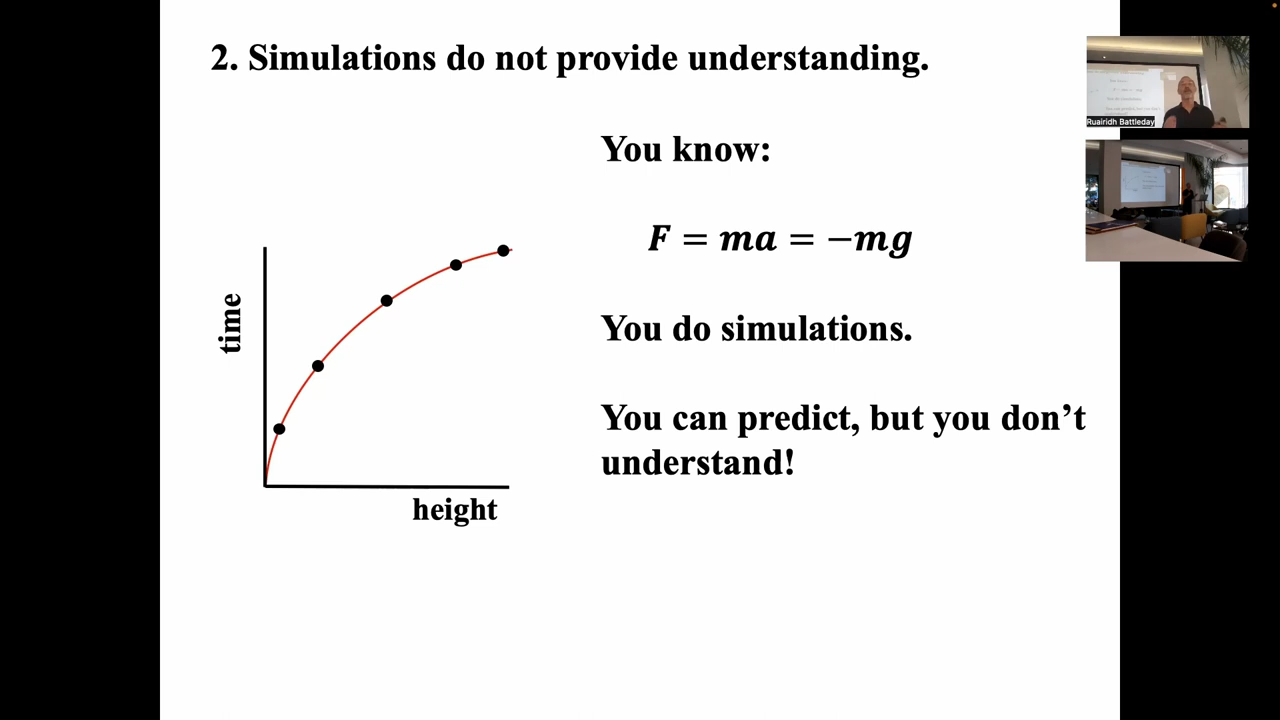 2. Simulations do not provide understanding.
You know:
F = ma = −mg
You do simulations.
You can predict, but you don’t
understand!
time
height
Ruairidh Battleday